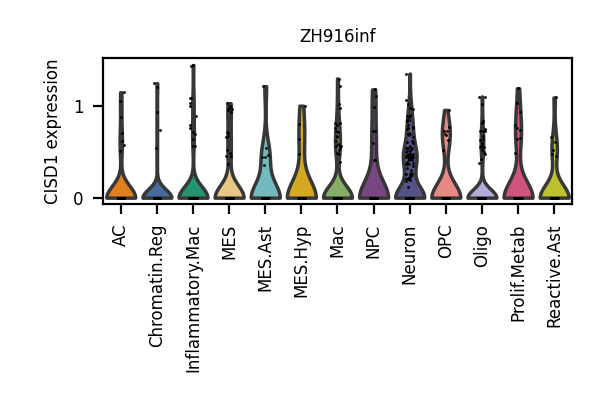 ZH916inf
CISD1 expression
1
0
AC
Chromatin.Reg
Inflammatory.Mac
MES
MES.Ast
MES.Hyp
Mac
NPC
Neuron
OPC
Oligo
Prolif.Metab
Reactive.Ast